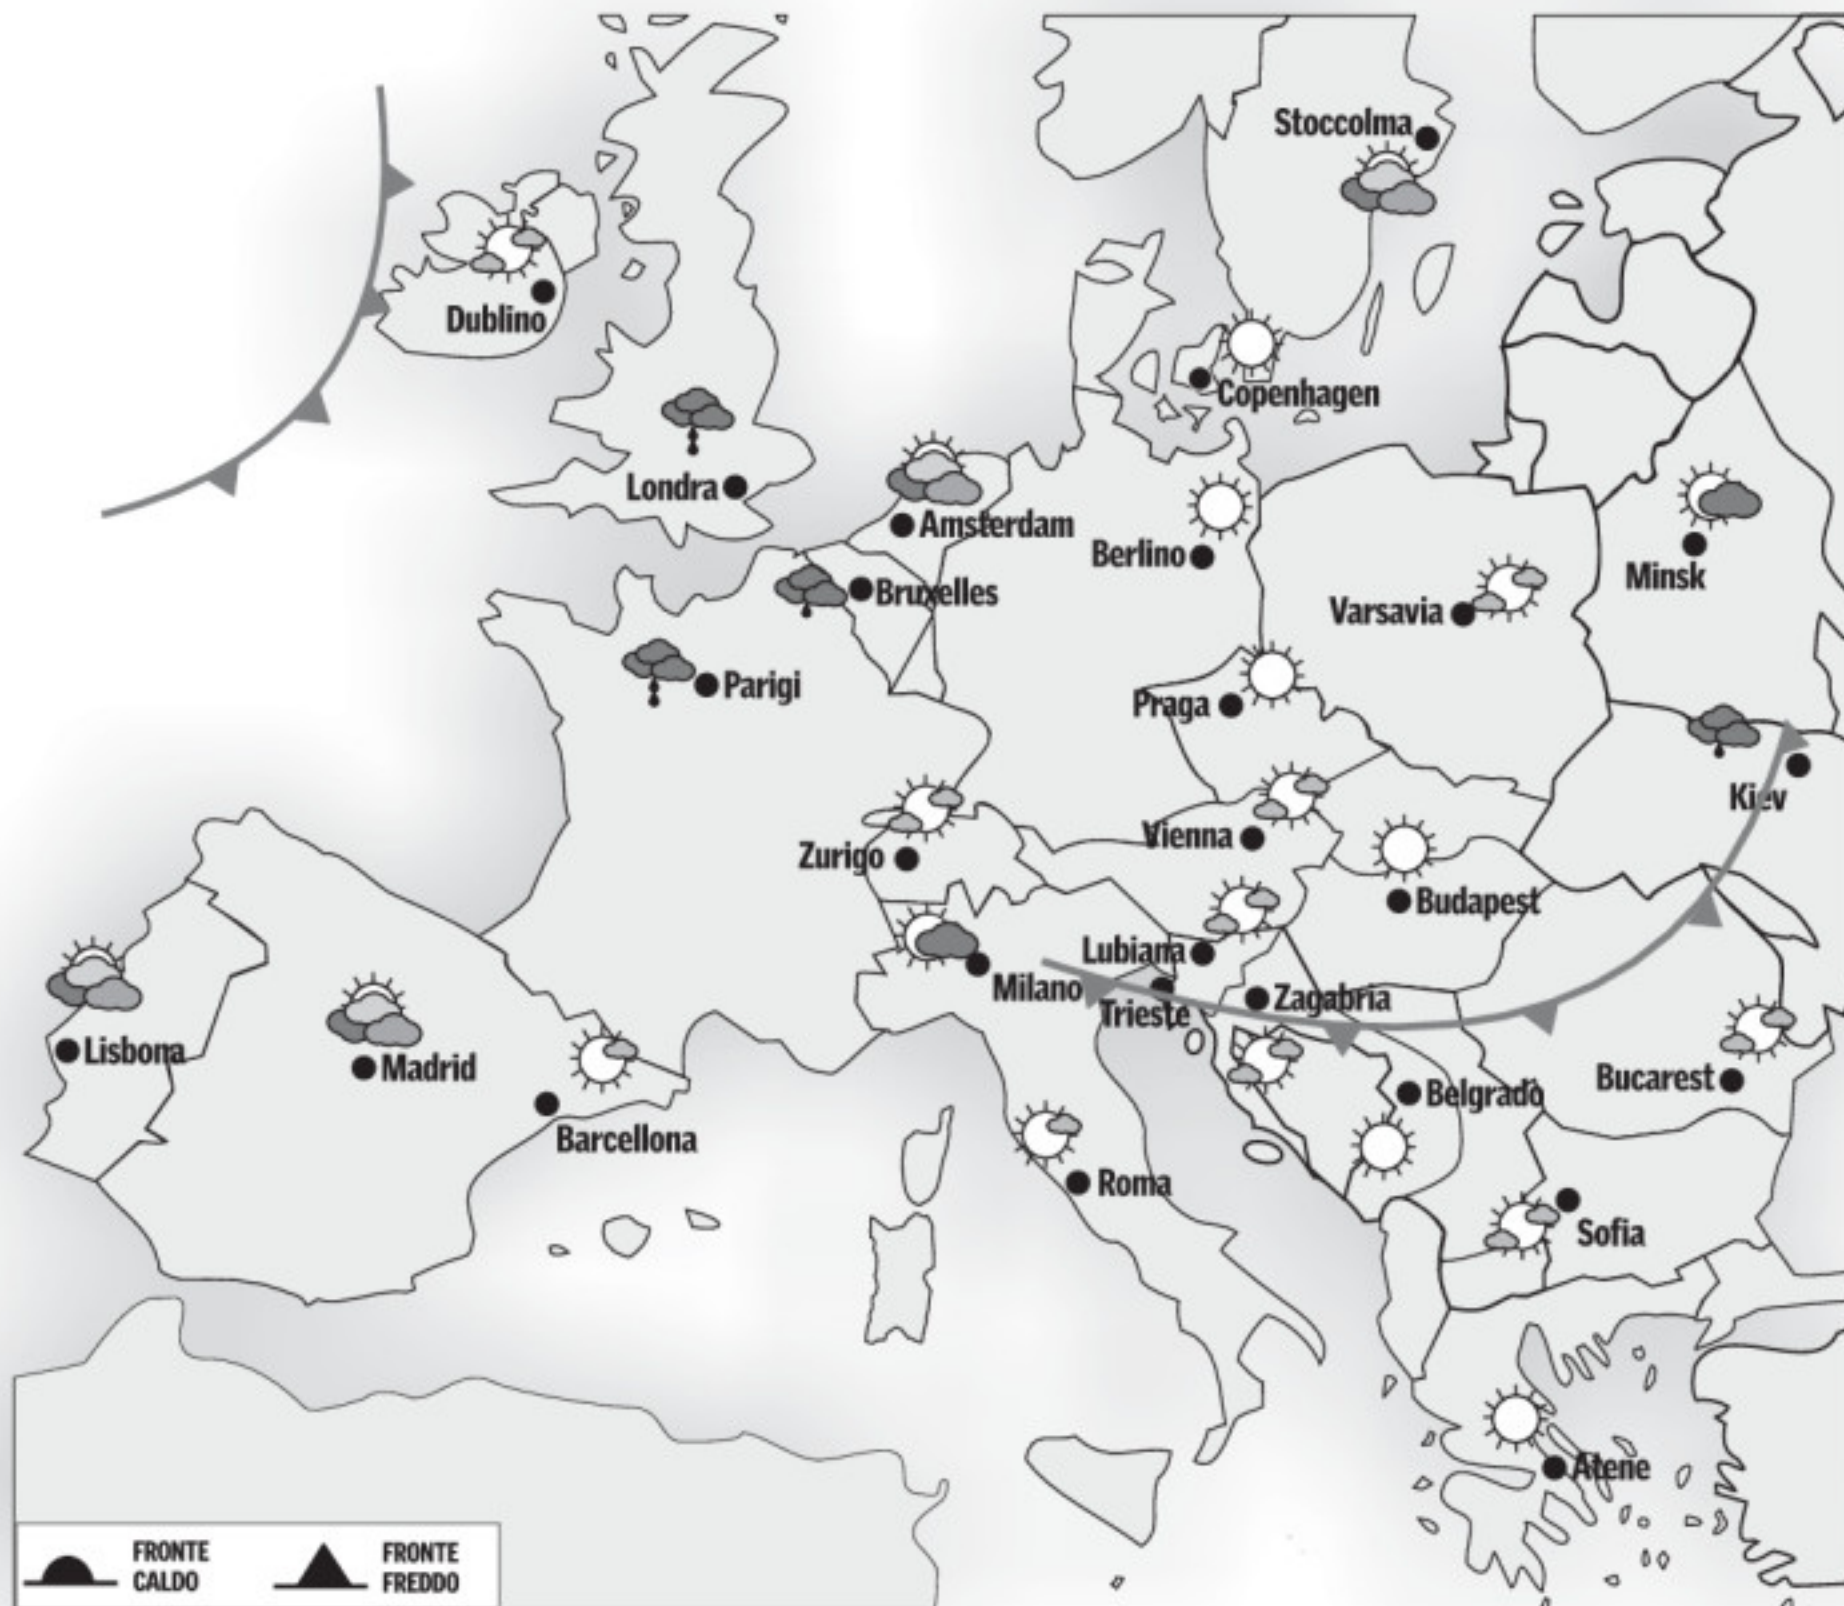 Stoccolma
Dublino
Copenhagen
Londra
Amsterdam
Berlino
Minsk
Bruxelles
Varsavia
Parigi
Praga
Kiev
Vienna
Zurigo
Budapest
Lubiana
Milano
Trieste
Zagabria
Lisbona
Madrid
Belgrado
Bucarest
Barcellona
Roma
Sofia
Atene
FRONTE
CALDO
FRONTE
FREDDO